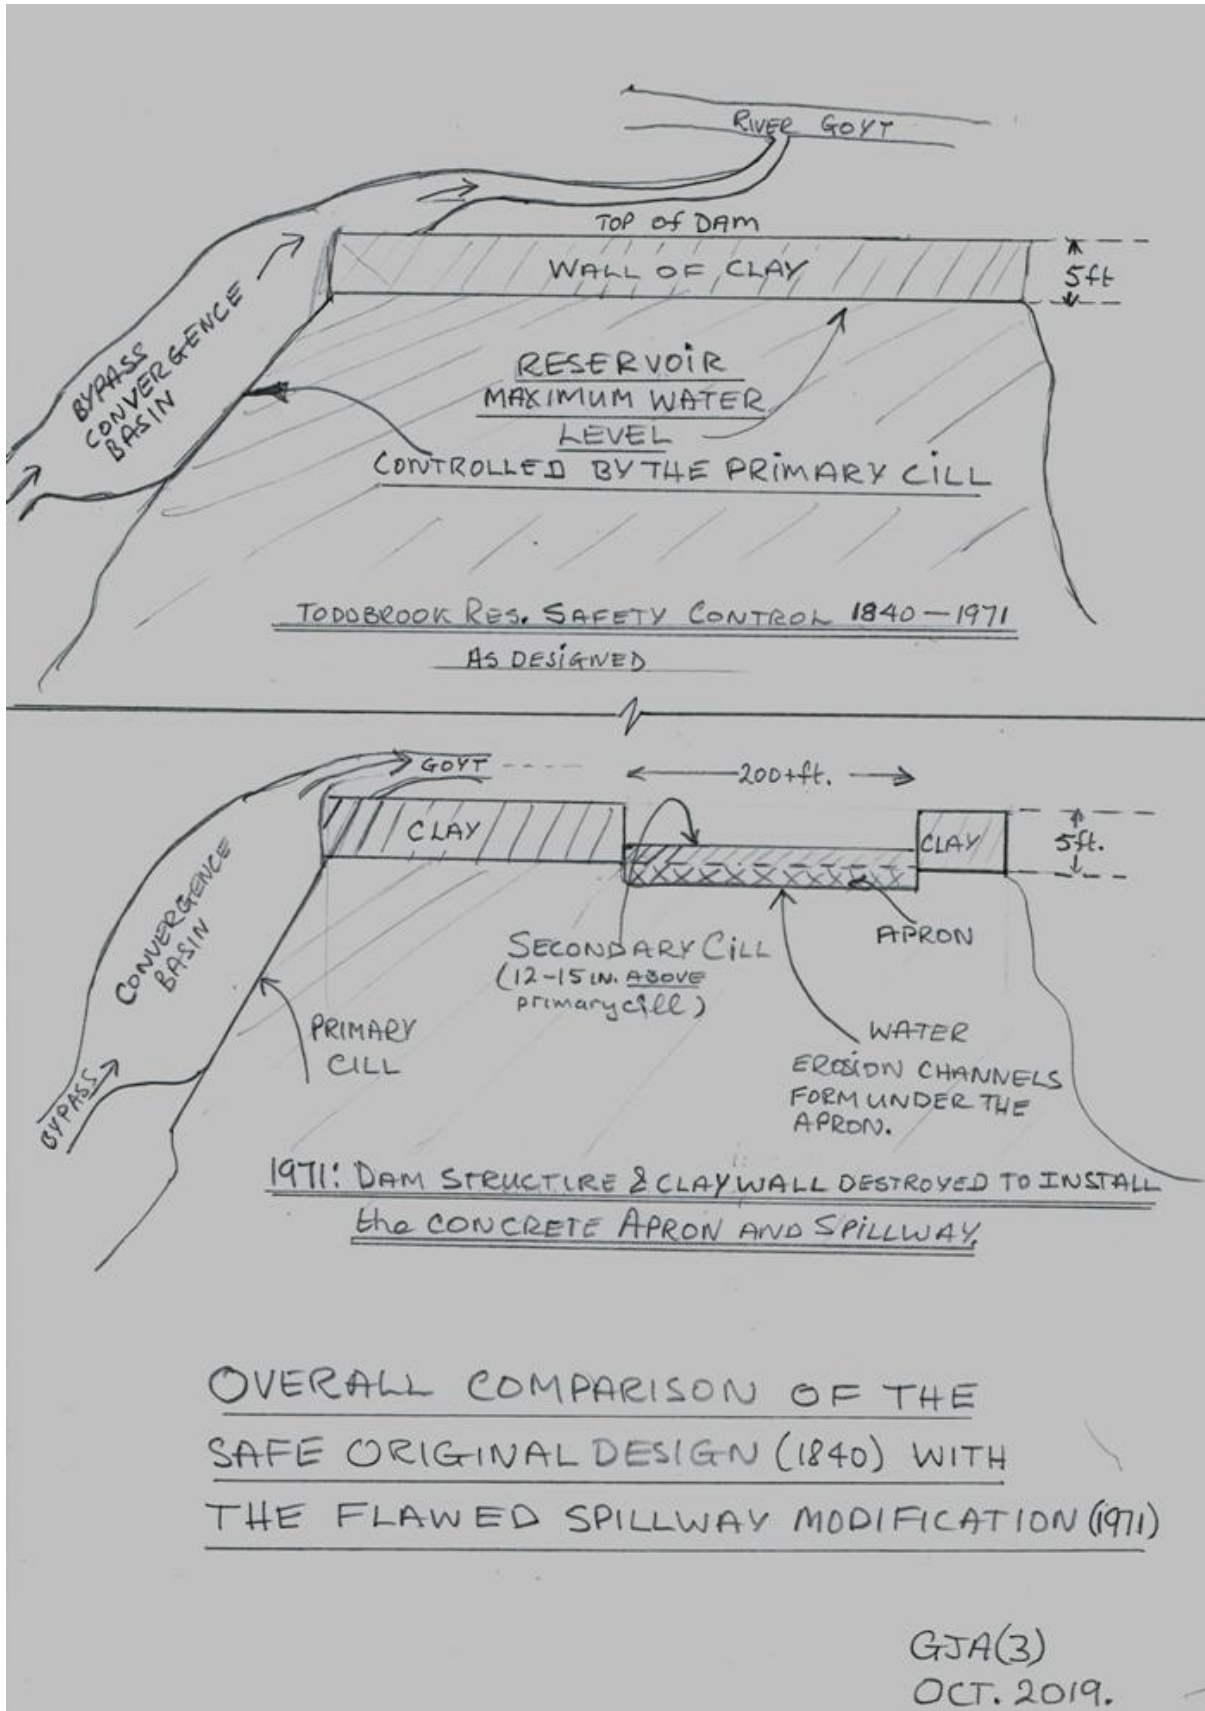 RIVER GOYT
TOP of DAM
WALL OF CLAY
5ft
BYPASS
CONVERGENCE
BASIN
RESERVOIR
MAXIMUM WATER
LEVEL
CONTROLLED BY THE PRIMARY CILL
TODDBROOK RES. SAFETY CONTROL 1840-1971
AS DESIGNED
GOYT
200+ft.
CLAY
CLAY
5ft.
CONVERGENCE
BASIN
SECONDARY CILL
(12-15 IN. ABOVE
primary cill)
APRON
PRIMARY
CILL
WATER
EROSION CHANNELS
FORM UNDER THE
APRON.
BYPASS
1971: DAM STRUCTIRE & CLAY WALL DESTROYED TO INSTALL
the CONCRETE APRON AND SPILLWAY.
OVERALL COMPARISON OF THE
SAFE ORIGINAL DESIGN (1840) WITH
THE FLAWED SPILLWAY MODIFICATION (1971)
GJA(3)
OCT. 2019.